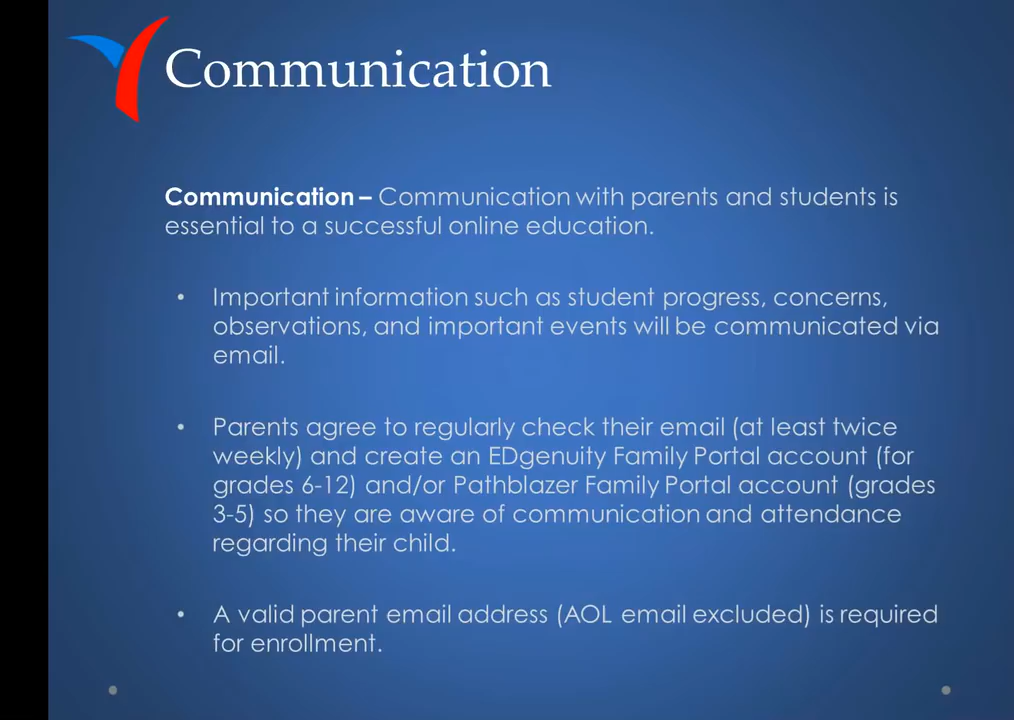 Communication
Communication – Communication with parents and students is
essential to a successful online education.
• Important information such as student progress, concerns,
observations, and important events will be communicated via
email.
• Parents agree to regularly check their email (at least twice
weekly) and create an EDgenuity Family Portal account (for
grades 6-12) and/or Pathblazer Family Portal account (grades
3-5) so they are aware of communication and attendance
regarding their child.
• A valid parent email address (AOL email excluded) is required
for enrollment.